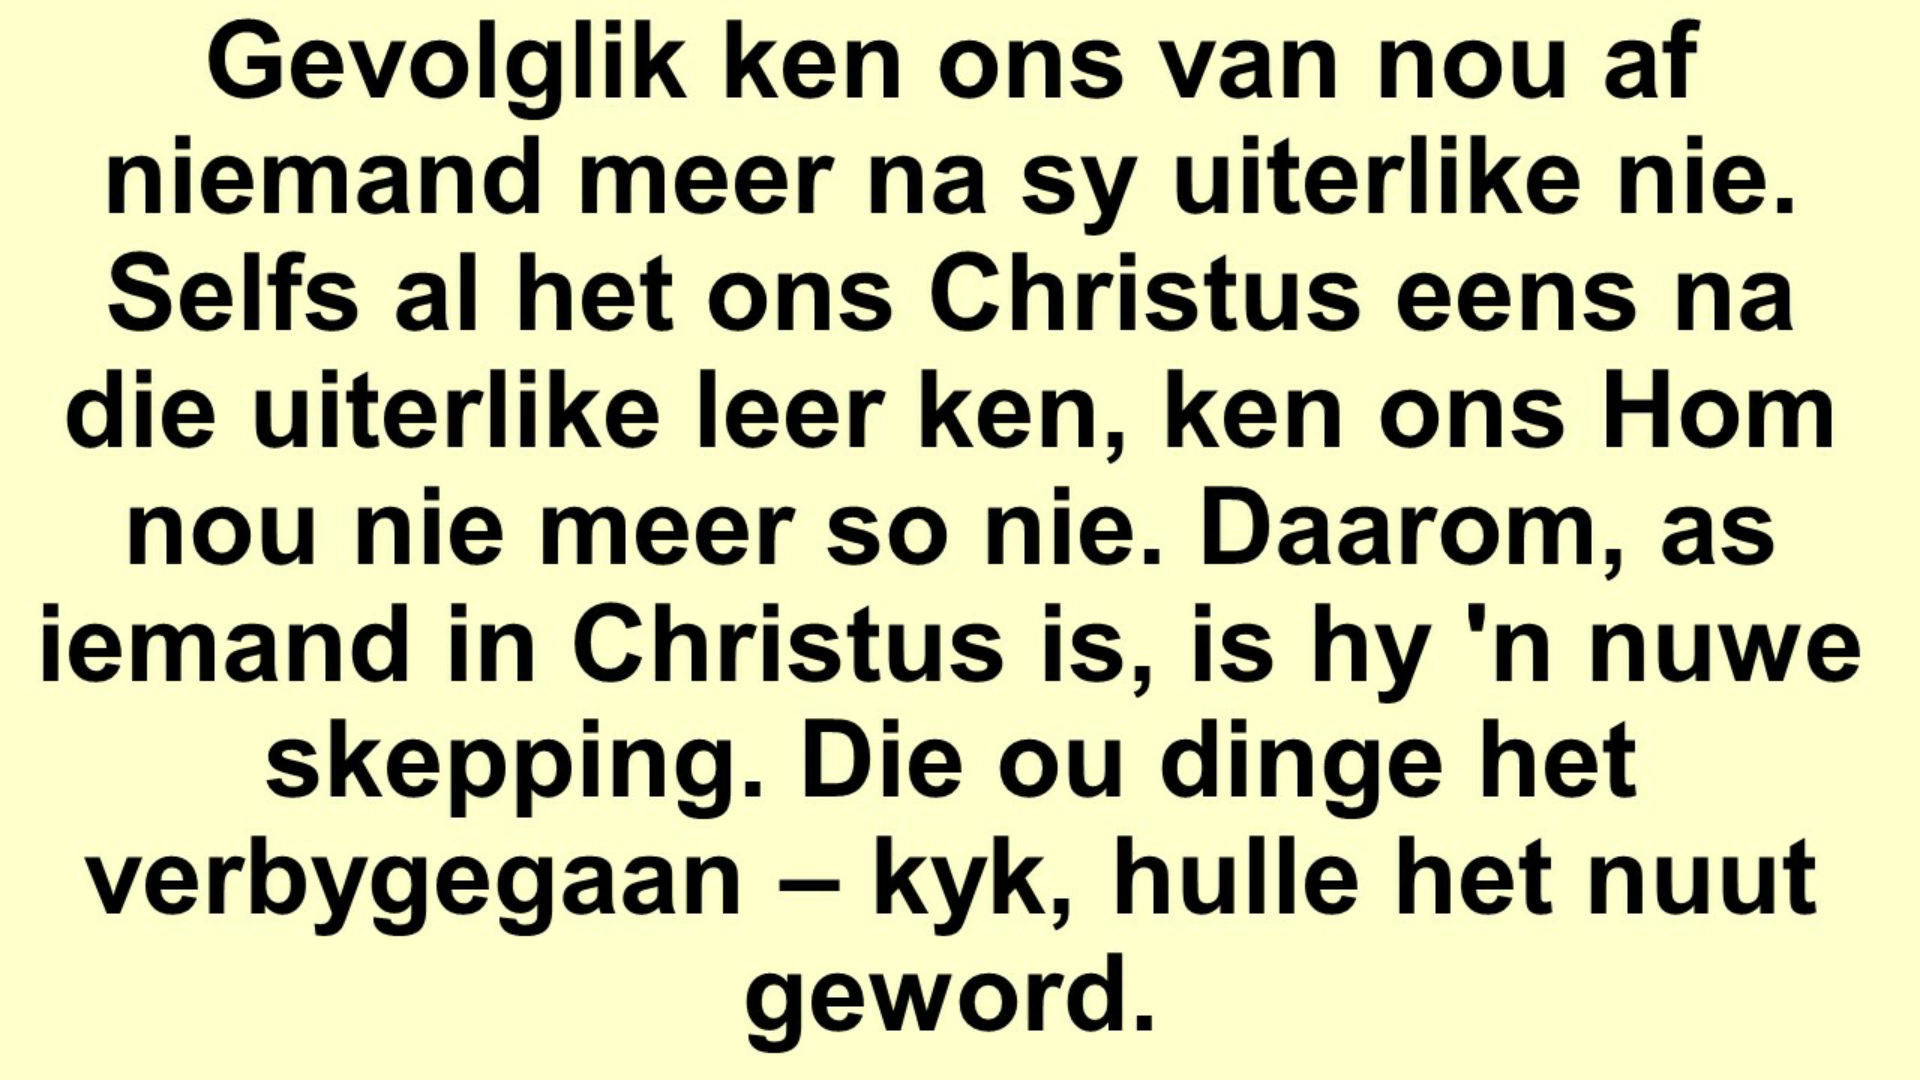 Gevolglik ken ons van nou af
niemand meer na sy uiterlike nie.
Selfs al het ons Christus eens na
die uiterlike leer ken, ken ons Hom
nou nie meer so nie. Daarom, as
iemand in Christus is, is hy 'n nuwe
skepping. Die ou dinge het
verbygegaan – kyk, hulle het nuut
geword.